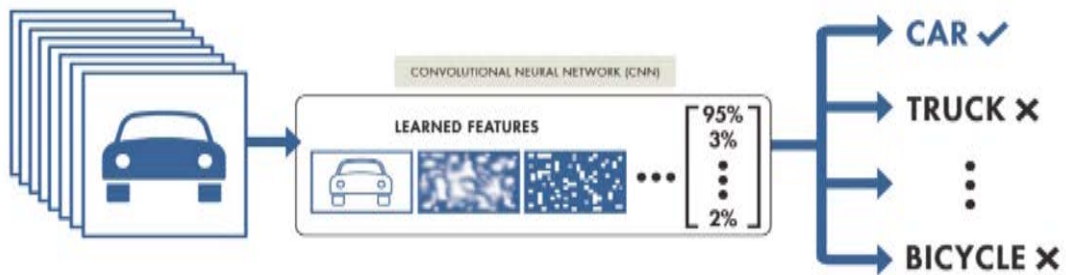 CONVOLUTIONAL NEURAL NETWORK (CNN)
LEARNED FEATURES
95%
3%
2%
CAR ✓
TRUCK ✕
BICYCLE ✕